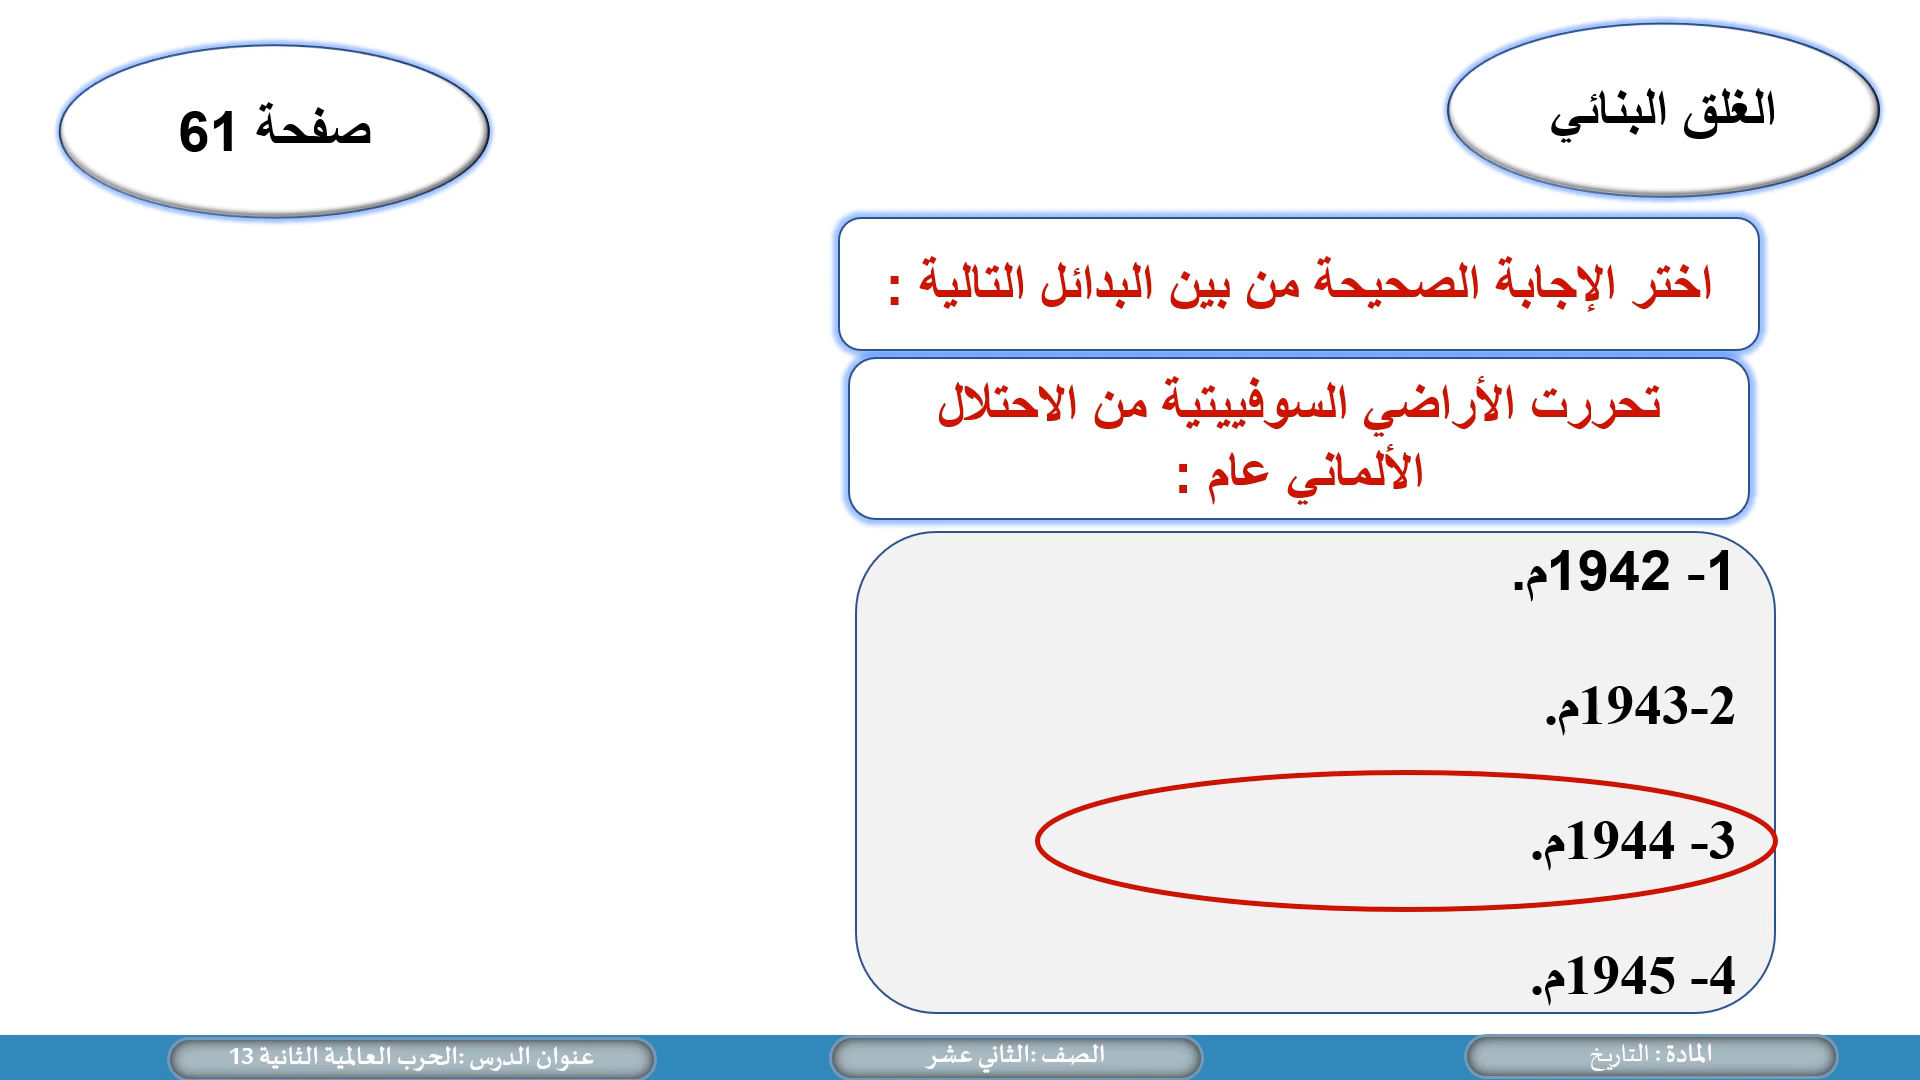 الغلق البنائي
صفحة 61
اختر الإجابة الصحيحة من بين البدائل التالية :
تحررت الأراضي السوفييتية من الاحتلال
الألماني عام :
1- 1942م.
2-1943م.
3- 1944م.
4- 1945م.
المادة : التاريخ
الصف :الثاني عشر
عنوان الدرس :الحرب العالمية الثانية 13